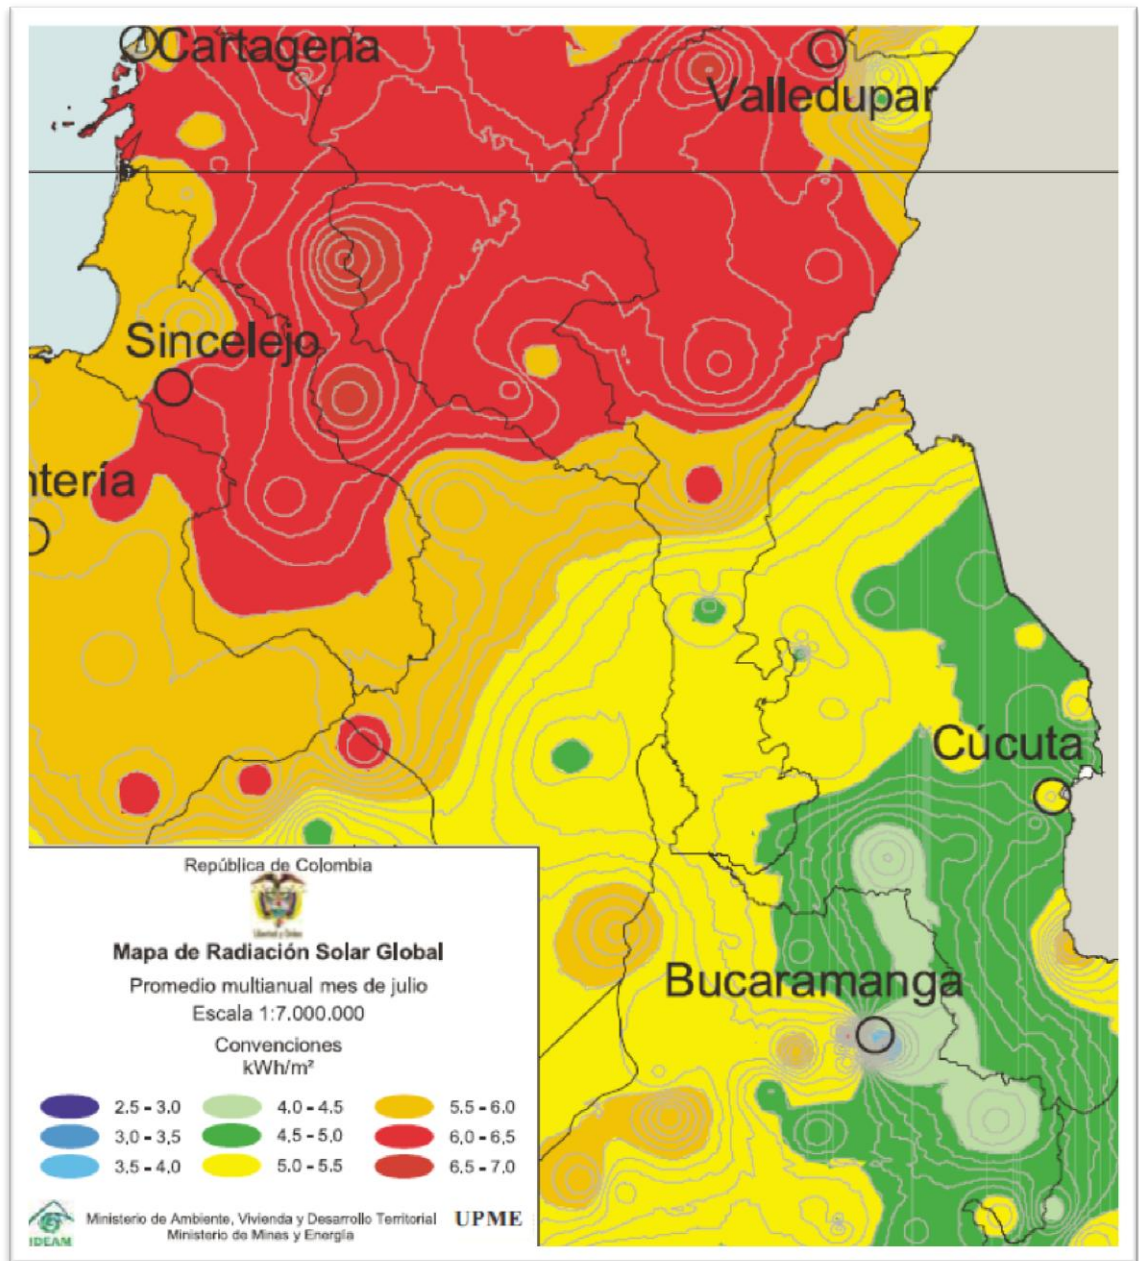 Cartagena
Valledupar
Sincelejo
ntería
Cúcuta
Bucaramanga
República de Colombia
Libertad y Orden
Mapa de Radiación Solar Global
Promedio multianual mes de julio
Escala 1:7.000.000
Convenciones
kWh/m²
2.5 - 3.0 4.0 - 4.5 5.5 - 6.0
3,0 - 3,5 4,5 - 5,0 6,0 - 6,5
3,5 - 4,0 5.0 - 5.5 6,5 - 7,0
IDEAM Ministerio de Ambiente, Vivienda y Desarrollo Territorial UPME
Ministerio de Minas y Energía